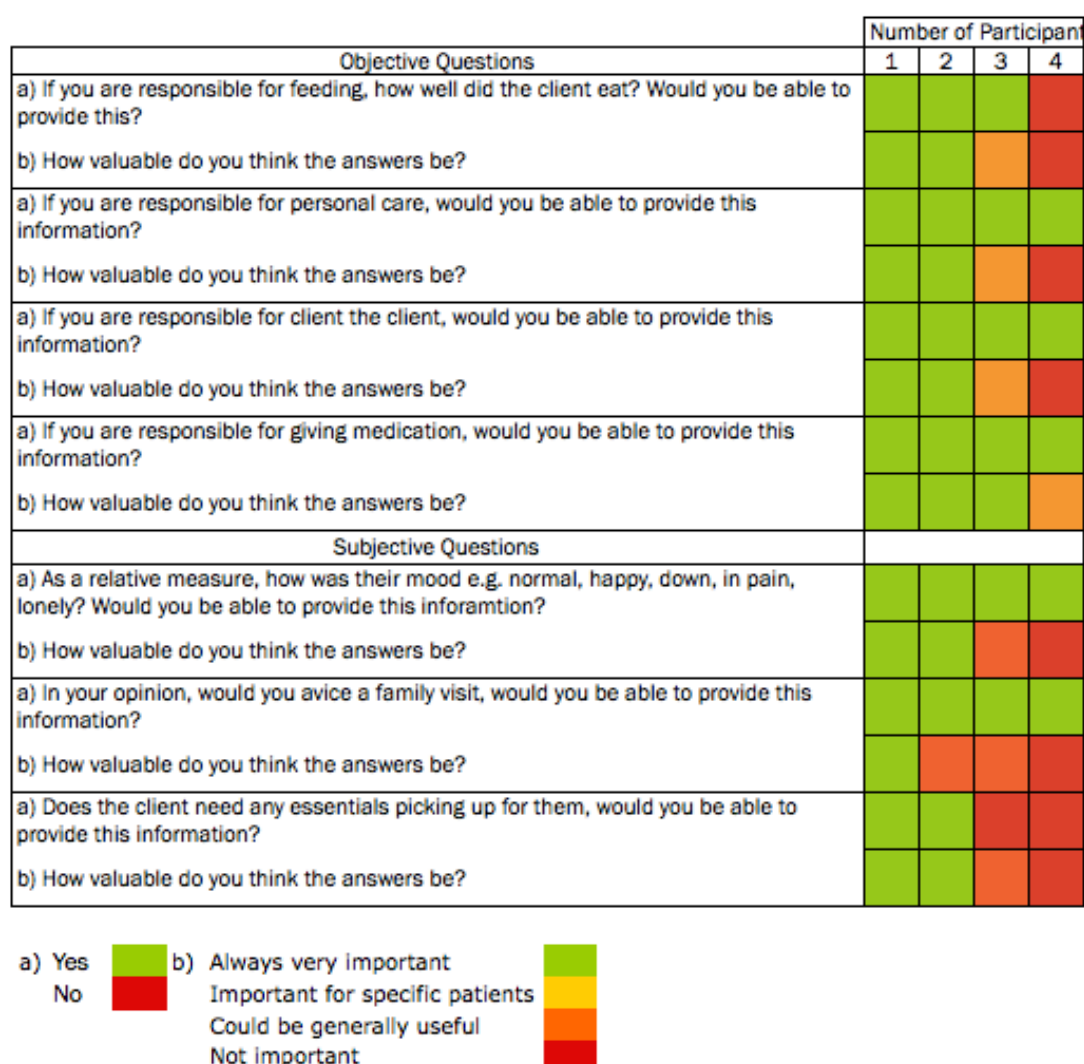 Number of Participant
Objective Questions 1 2 3 4
a) If you are responsible for feeding, how well did the client eat? Would you be able to
provide this?
b) How valuable do you think the answers be?
a) If you are responsible for personal care, would you be able to provide this
information?
b) How valuable do you think the answers be?
a) If you are responsible for client the client, would you be able to provide this
information?
b) How valuable do you think the answers be?
a) If you are responsible for giving medication, would you be able to provide this
information?
b) How valuable do you think the answers be?
Subjective Questions
a) As a relative measure, how was their mood e.g. normal, happy, down, in pain,
lonely? Would you be able to provide this inforamtion?
b) How valuable do you think the answers be?
a) In your opinion, would you avice a family visit, would you be able to provide this
information?
b) How valuable do you think the answers be?
a) Does the client need any essentials picking up for them, would you be able to
provide this information?
b) How valuable do you think the answers be?
a) Yes b) Always very important
No Important for specific patients
Could be generally useful
Not important